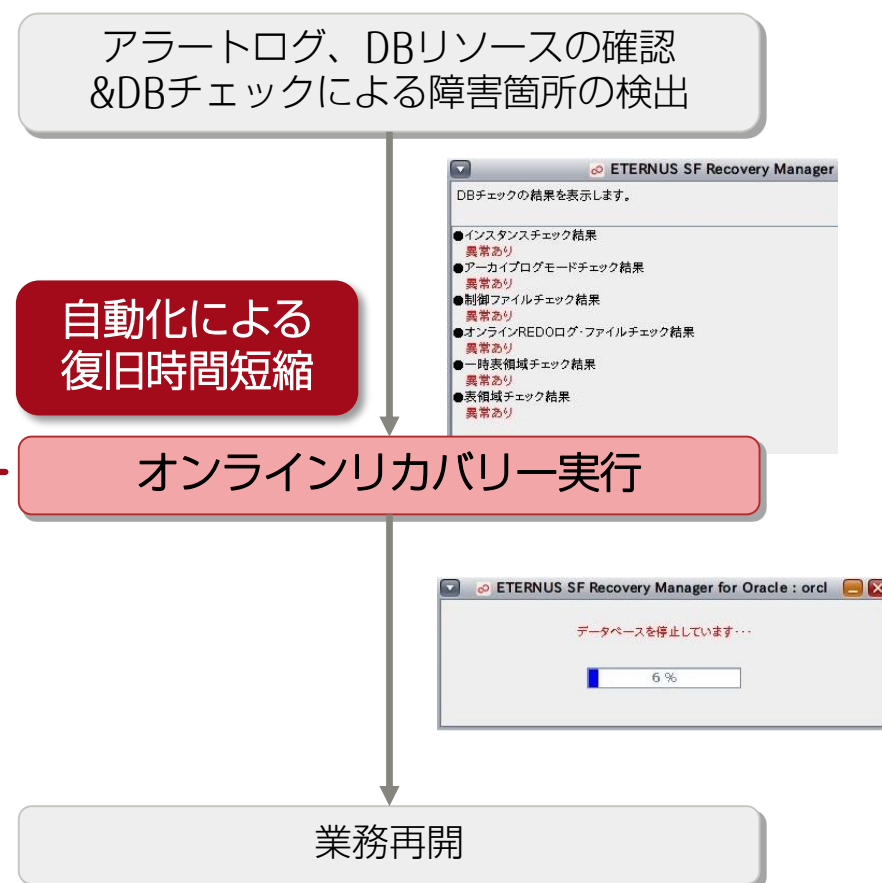 アラートログ、DBリソースの確認
&DBチェックによる障害箇所の検出
ETERNUS SF Recovery Manager
DBチェックの結果を表示します。
●インスタンスチェック結果
異常あり
●アーカイブログモードチェック結果
異常あり
●制御ファイルチェック結果
異常あり
●オンラインREDOログ・ファイルチェック結果
異常あり
●一時表領域チェック結果
異常あり
●表領域チェック結果
異常あり
自動化による
復旧時間短縮
オンラインリカバリー実行
ETERNUS SF Recovery Manager for Oracle : orcl
データベースを停止しています・・・
6 %
業務再開